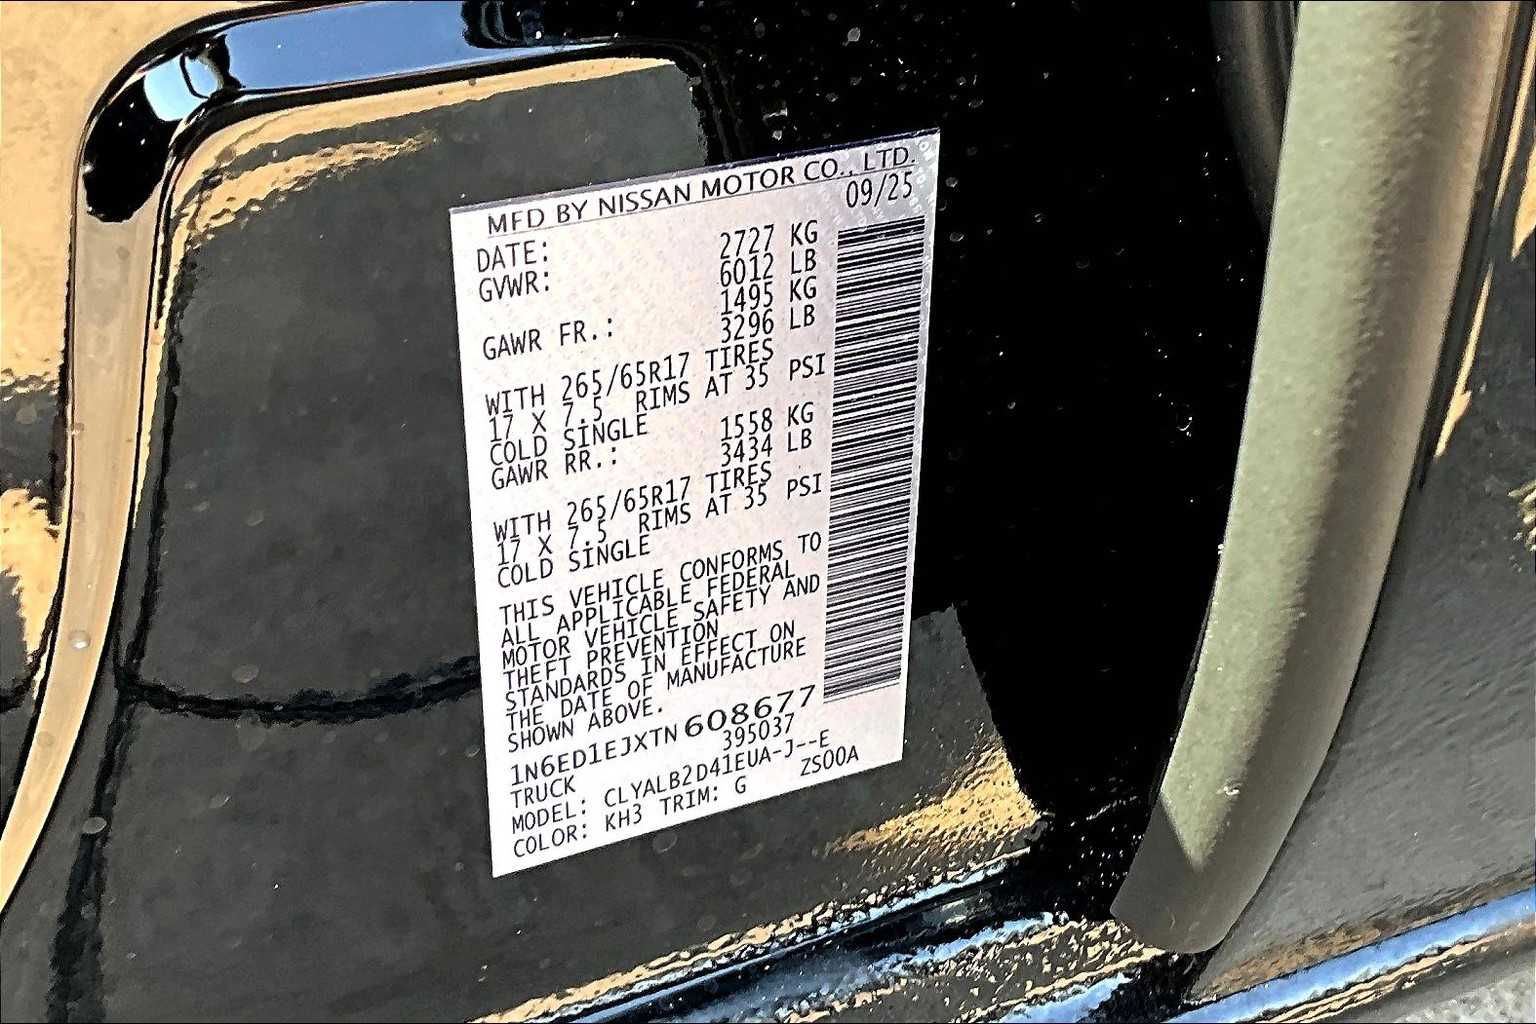 MFD BY NISSAN MOTOR CO., LTD.
DATE: 09/25
GVWR: 2727 KG
6012 LB
GAWR FR.: 1495 KG
3296 LB
WITH 265/65R17 TIRES
17 X 7.5 RIMS AT 35 PSI
COLD SINGLE
GAWR RR.: 1558 KG
3434 LB
WITH 265/65R17 TIRES
17 X 7.5 RIMS AT 35 PSI
COLD SINGLE
THIS VEHICLE CONFORMS TO
ALL APPLICABLE FEDERAL
MOTOR VEHICLE SAFETY AND
THEFT PREVENTION
STANDARDS IN EFFECT ON
THE DATE OF MANUFACTURE
SHOWN ABOVE.
1N6ED1EJXTN608677
TRUCK 395037
MODEL: CLYALB2D41EUA-J--E
COLOR: KH3 TRIM: G ZS00A